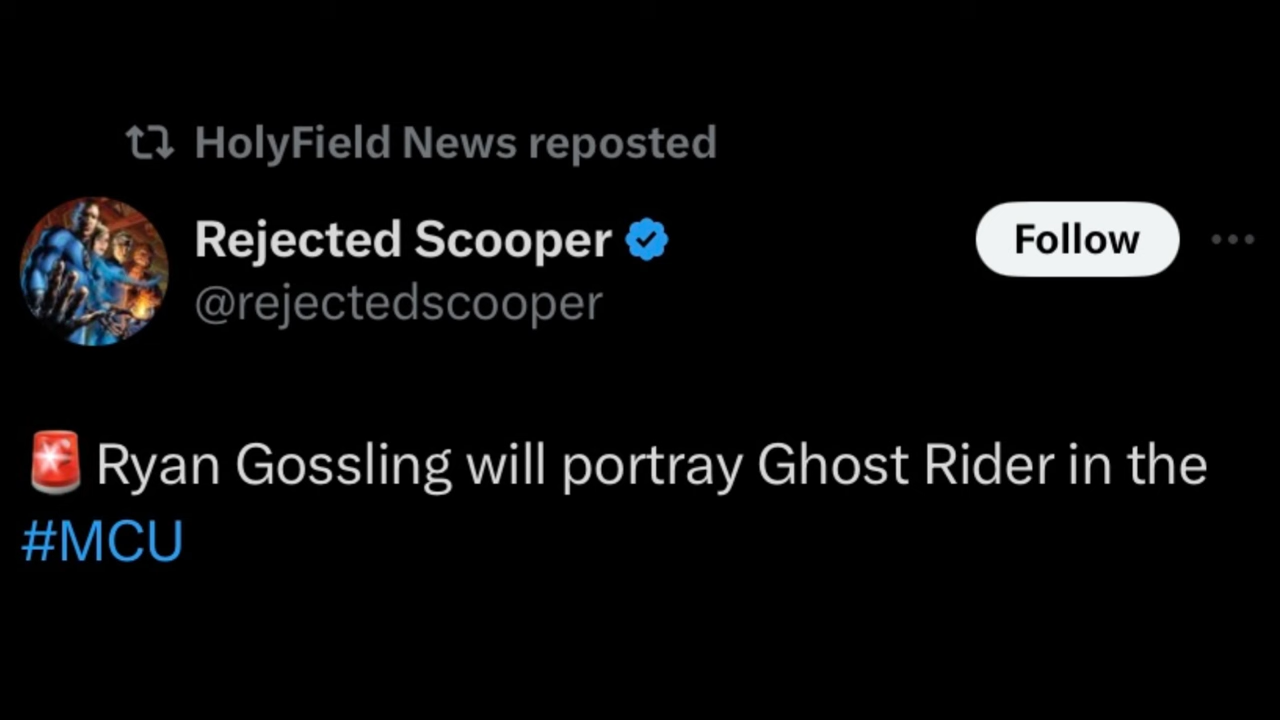 HolyField News reposted
Rejected Scooper
Follow
@rejectedscooper
🚨 Ryan Gossling will portray Ghost Rider in the
#MCU